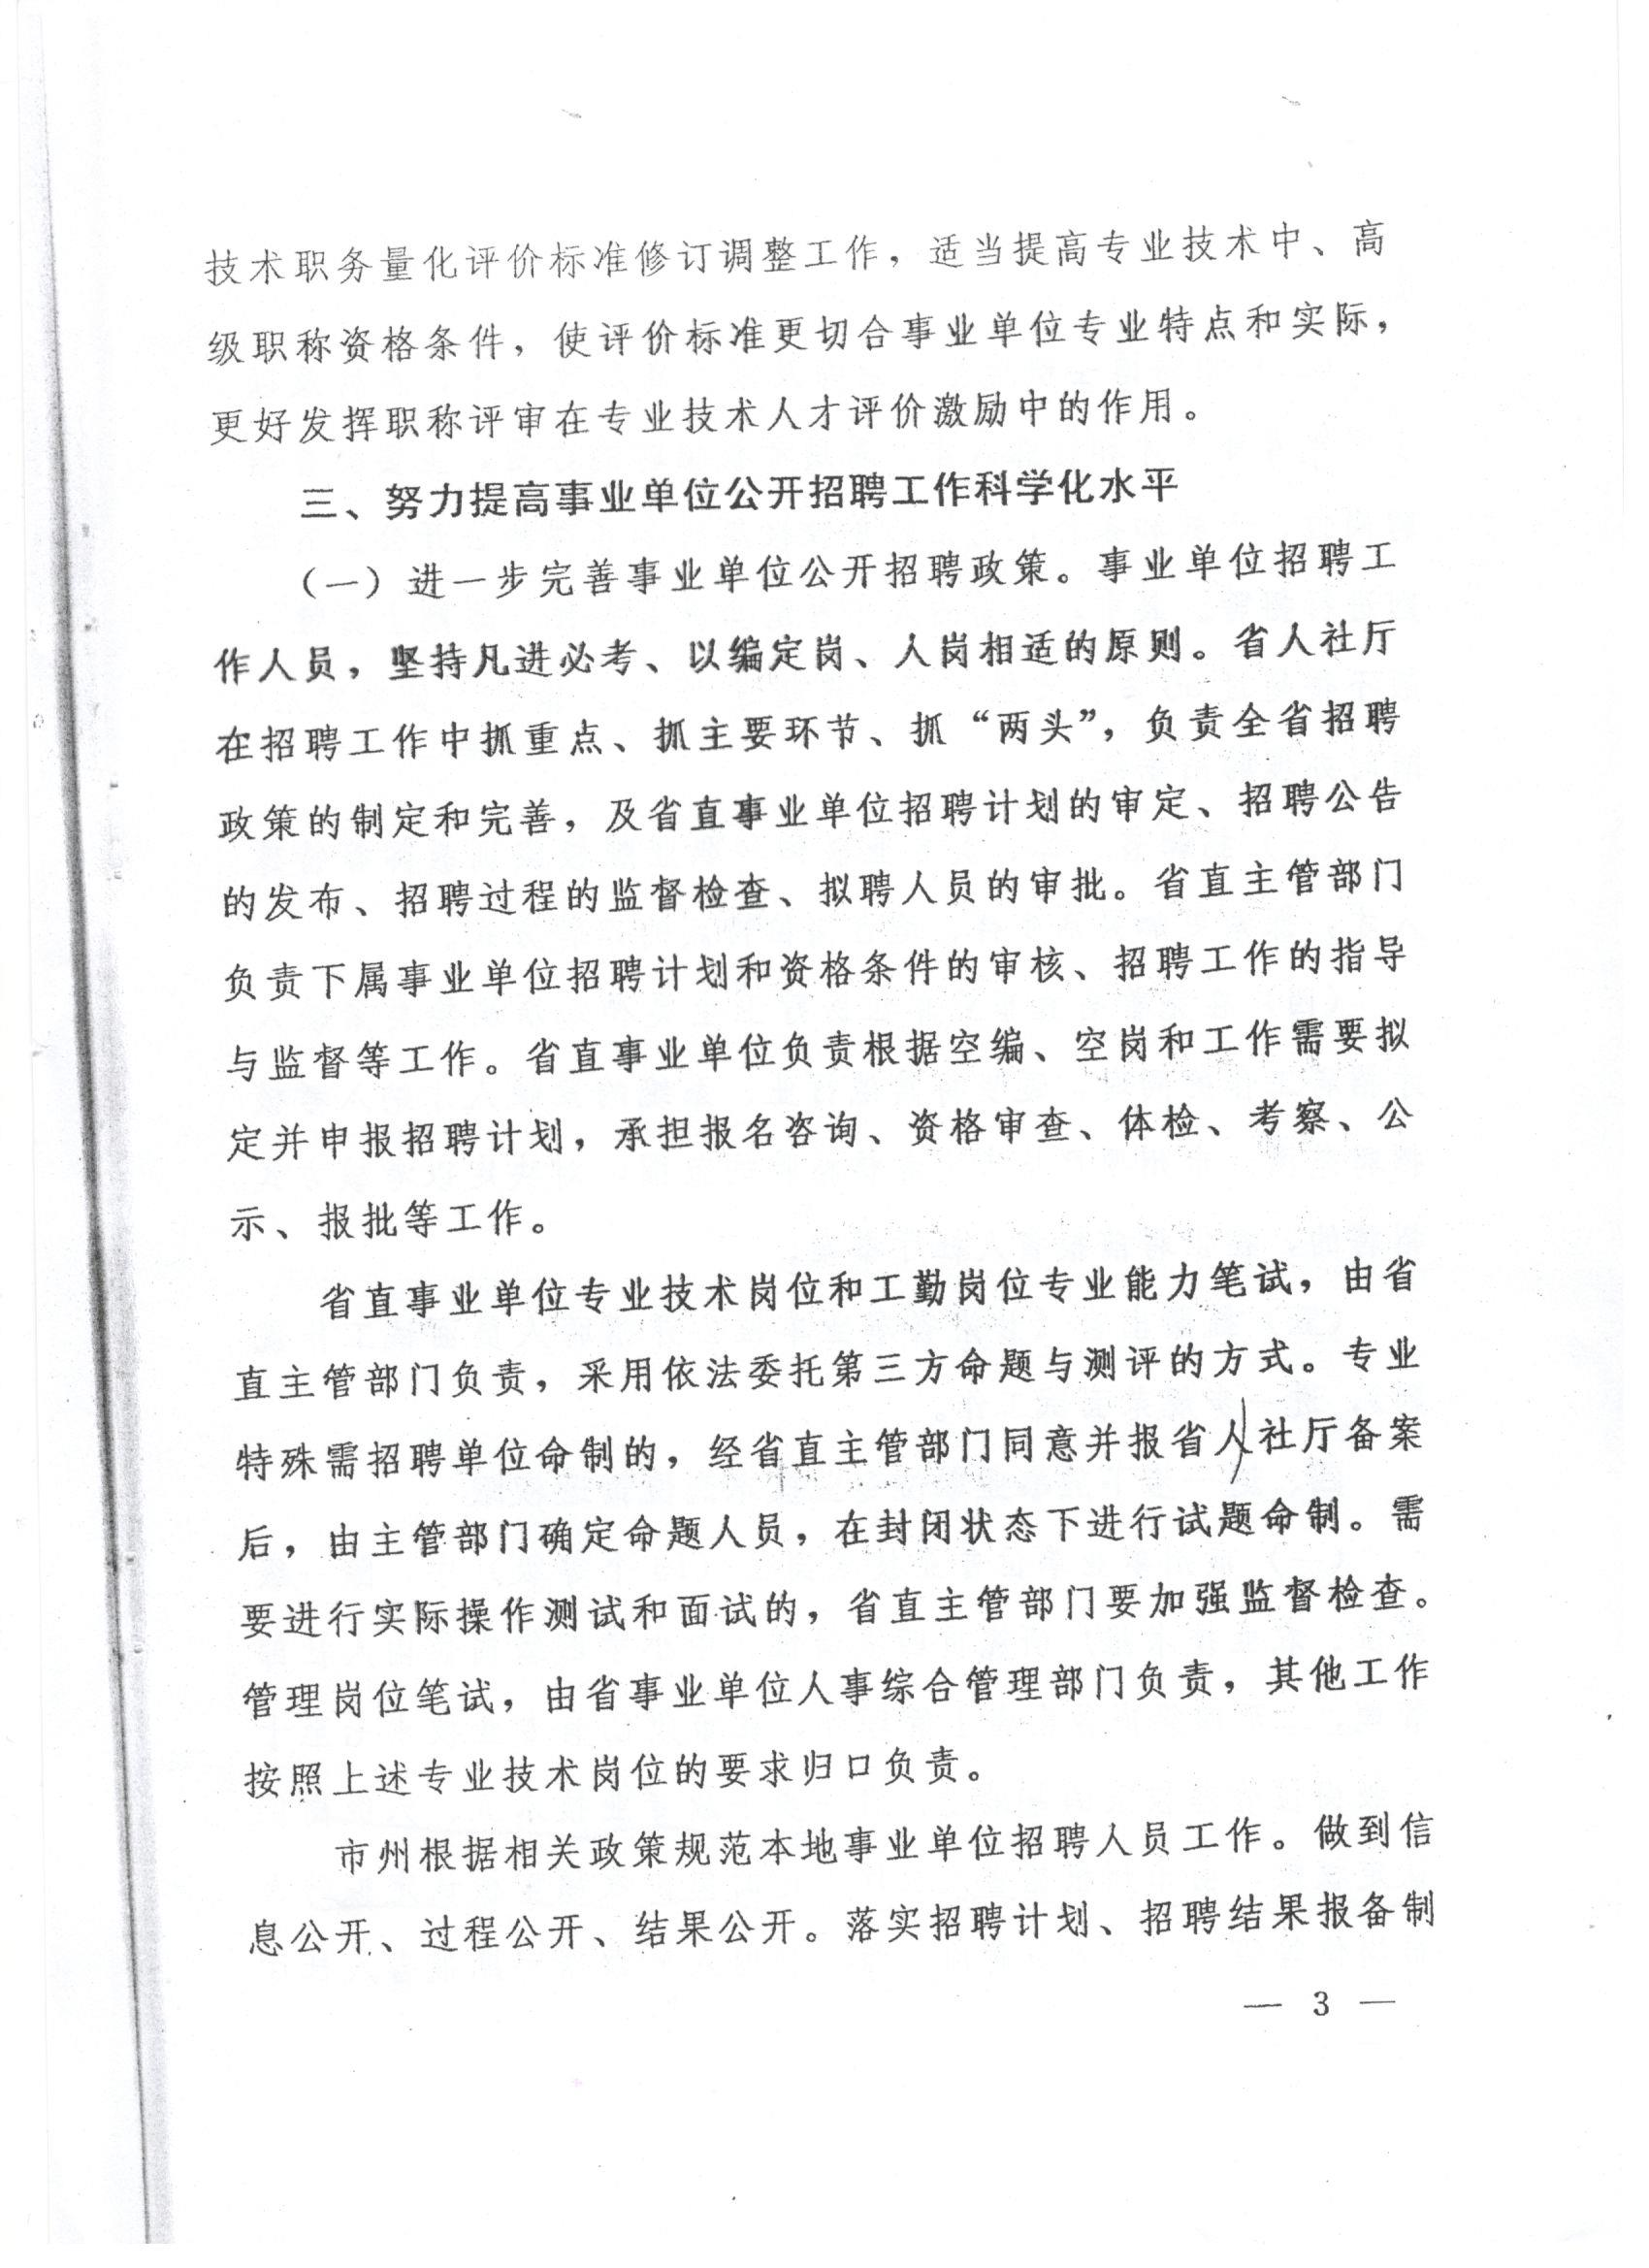 技术职务量化评价标准修订调整工作，适当提高专业技术中、高
级职称资格条件，使评价标准更切合事业单位专业特点和实际，
更好发挥职称评审在专业技术人才评价激励中的作用。
三、努力提高事业单位公开招聘工作科学化水平
（一）进一步完善事业单位公开招聘政策。事业单位招聘工
作人员，坚持凡进必考、以编定岗、人岗相适的原则。省人社厅
在招聘工作中抓重点、抓主要环节、抓“两头”，负责全省招聘
政策的制定和完善，及省直事业单位招聘计划的审定、招聘公告
的发布、招聘过程的监督检查、拟聘人员的审批。省直主管部门
负责下属事业单位招聘计划和资格条件的审核、招聘工作的指导
与监督等工作。省直事业单位负责根据空编、空岗和工作需要拟
定并申报招聘计划，承担报名咨询、资格审查、体检、考察、公
示、报批等工作。
省直事业单位专业技术岗位和工勤岗位专业能力笔试，由省
直主管部门负责，采用依法委托第三方命题与测评的方式。专业
特殊需招聘单位命制的，经省直主管部门同意并报省人社厅备案
后，由主管部门确定命题人员，在封闭状态下进行试题命制。需
要进行实际操作测试和面试的，省直主管部门要加强监督检查。
管理岗位笔试，由省事业单位人事综合管理部门负责，其他工作
按照上述专业技术岗位的要求归口负责。
市州根据相关政策规范本地事业单位招聘人员工作。做到信
息公开、过程公开、结果公开。落实招聘计划、招聘结果报备制
— 3 —